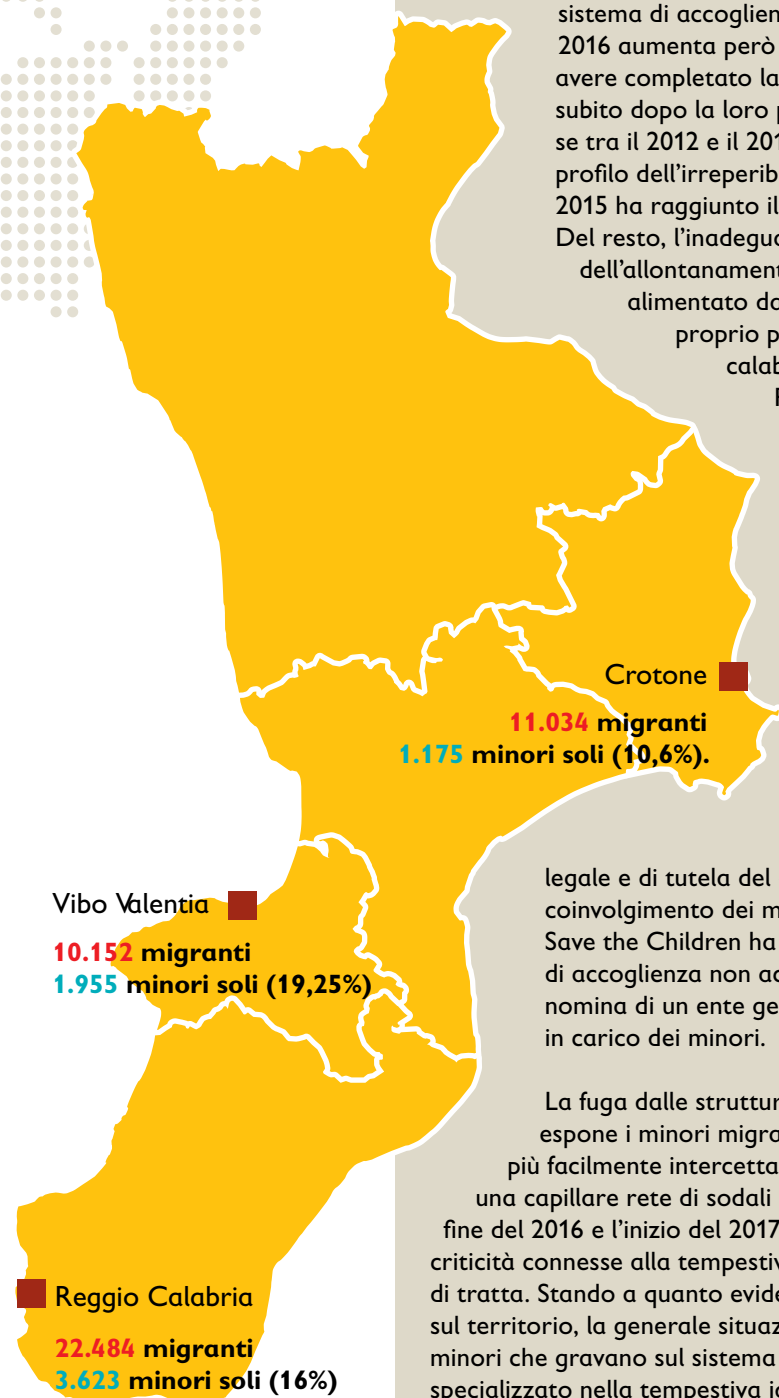 sistema di accoglien
2016 aumenta però
avere completato la
subito dopo la loro
se tra il 2012 e il 201
profilo dell'irreperib
2015 ha raggiunto il
Del resto, l'inadegu
dell'allontanament
alimentato da
proprio p
calab
Crotone
11.034 migranti
1.175 minori soli (10,6%).
Vibo Valentia
10.152 migranti
1.955 minori soli (19,25%)
legale e di tutela del
coinvolgimento dei m
Save the Children ha
di accoglienza non ac
nomina di un ente ge
in carico dei minori.
La fuga dalle struttur
espone i minori migra
più facilmente intercetta
una capillare rete di sodali
fine del 2016 e l'inizio del 2017
criticità connesse alla tempestiv
di tratta. Stando a quanto evide
sul territorio, la generale situaz
minori che gravano sul sistema
specializzato nella tempestiva i
Reggio Calabria
22.484 migranti
3.623 minori soli (16%)